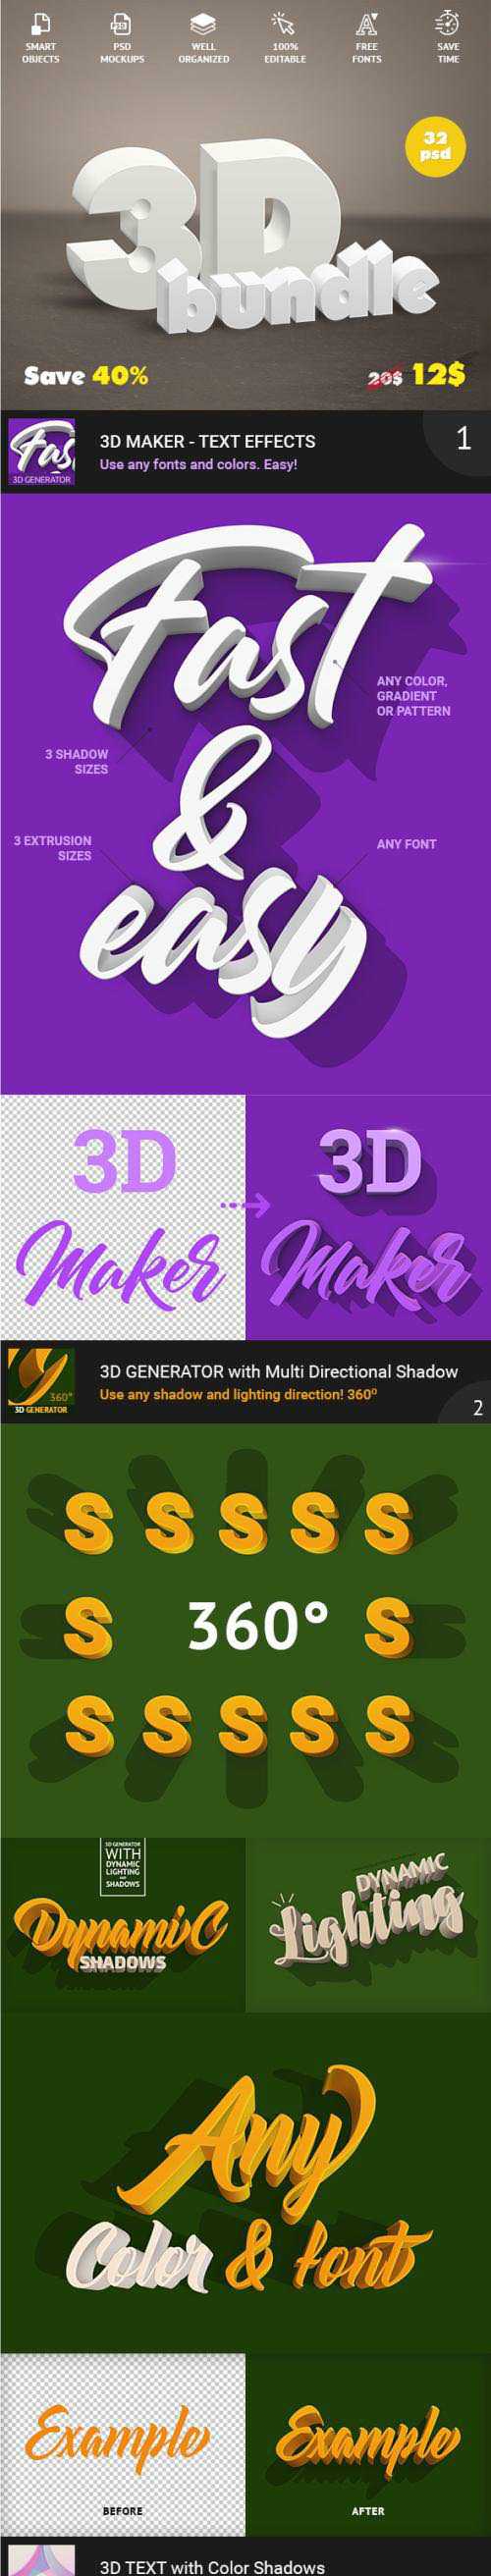 SMART
OBJECTS
PSD
MOCKUPS
WELL
ORGANIZED
100%
EDITABLE
FREE
FONTS
SAVE
TIME
32
psd
3D
bundle
Save 40%
20$ 12$
Fast
3D GENERATOR
3D MAKER - TEXT EFFECTS
Use any fonts and colors. Easy!
1
Fast
ANY COLOR,
GRADIENT
OR PATTERN
3 SHADOW
SIZES
&
3 EXTRUSION
SIZES
ANY FONT
easy
3D
Maker
3D
Maker
360°
3D GENERATOR
3D GENERATOR with Multi Directional Shadow
Use any shadow and lighting direction! 360º
2
S S S S S
S 360° S
S S S S S
3D GENERATOR
WITH
DYNAMIC
LIGHTING
SHADOWS
Dynamic
SHADOWS
DYNAMIC
Lighting
Any
Color & font
Example
BEFORE
Example
AFTER
3D TEXT with Color Shadows